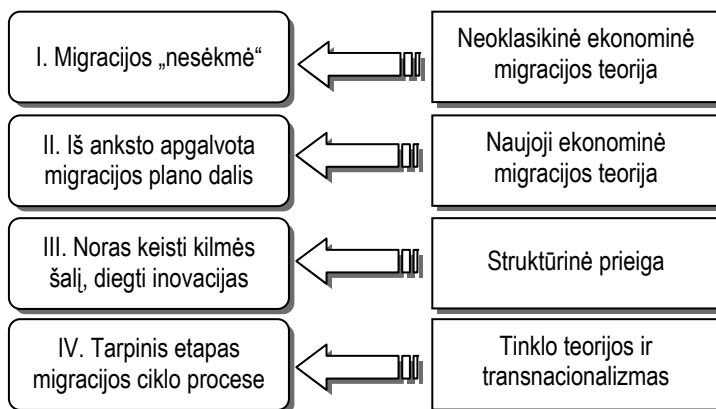 I. Migracijos „nesėkmė“
Neoklasikinė ekonominė
migracijos teorija
II. Iš anksto apgalvota
migracijos plano dalis
Naujoji ekonominė
migracijos teorija
III. Noras keisti kilmės
šalį, diegti inovacijas
Struktūrinė prieiga
IV. Tarpinis etapas
migracijos ciklo procese
Tinklo teorijos ir
transnacionalizmas